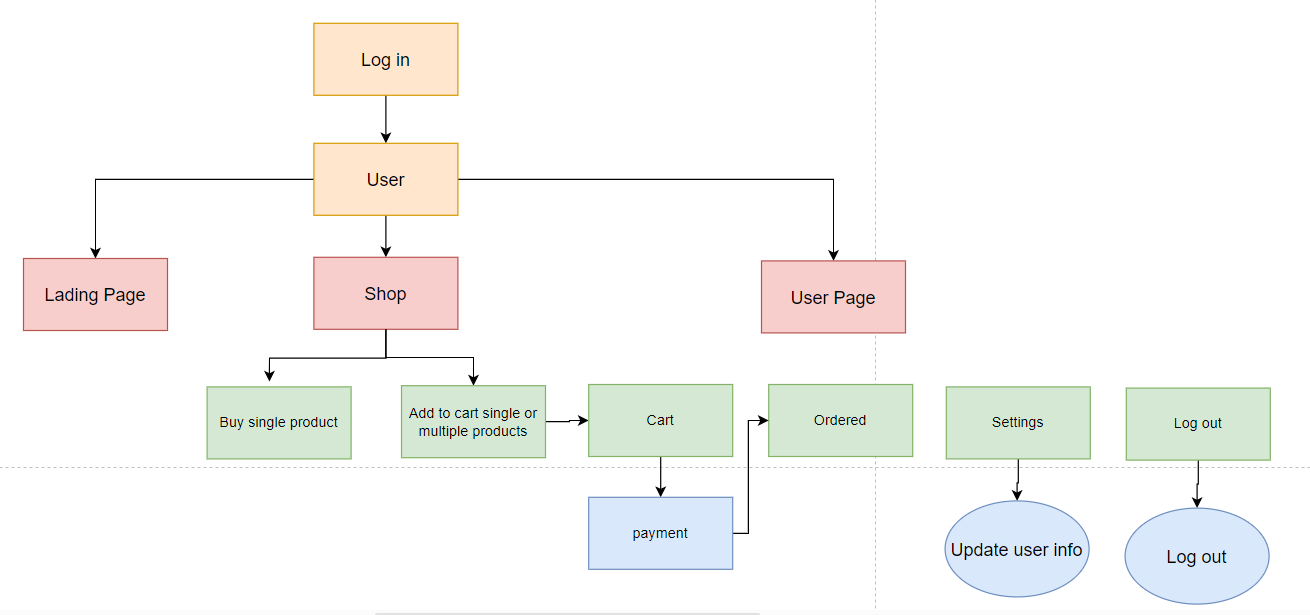 Log in
User
Lading Page
Shop
User Page
Buy single product
Add to cart single or
multiple products
Cart
Ordered
Settings
Log out
payment
Update user info
Log out